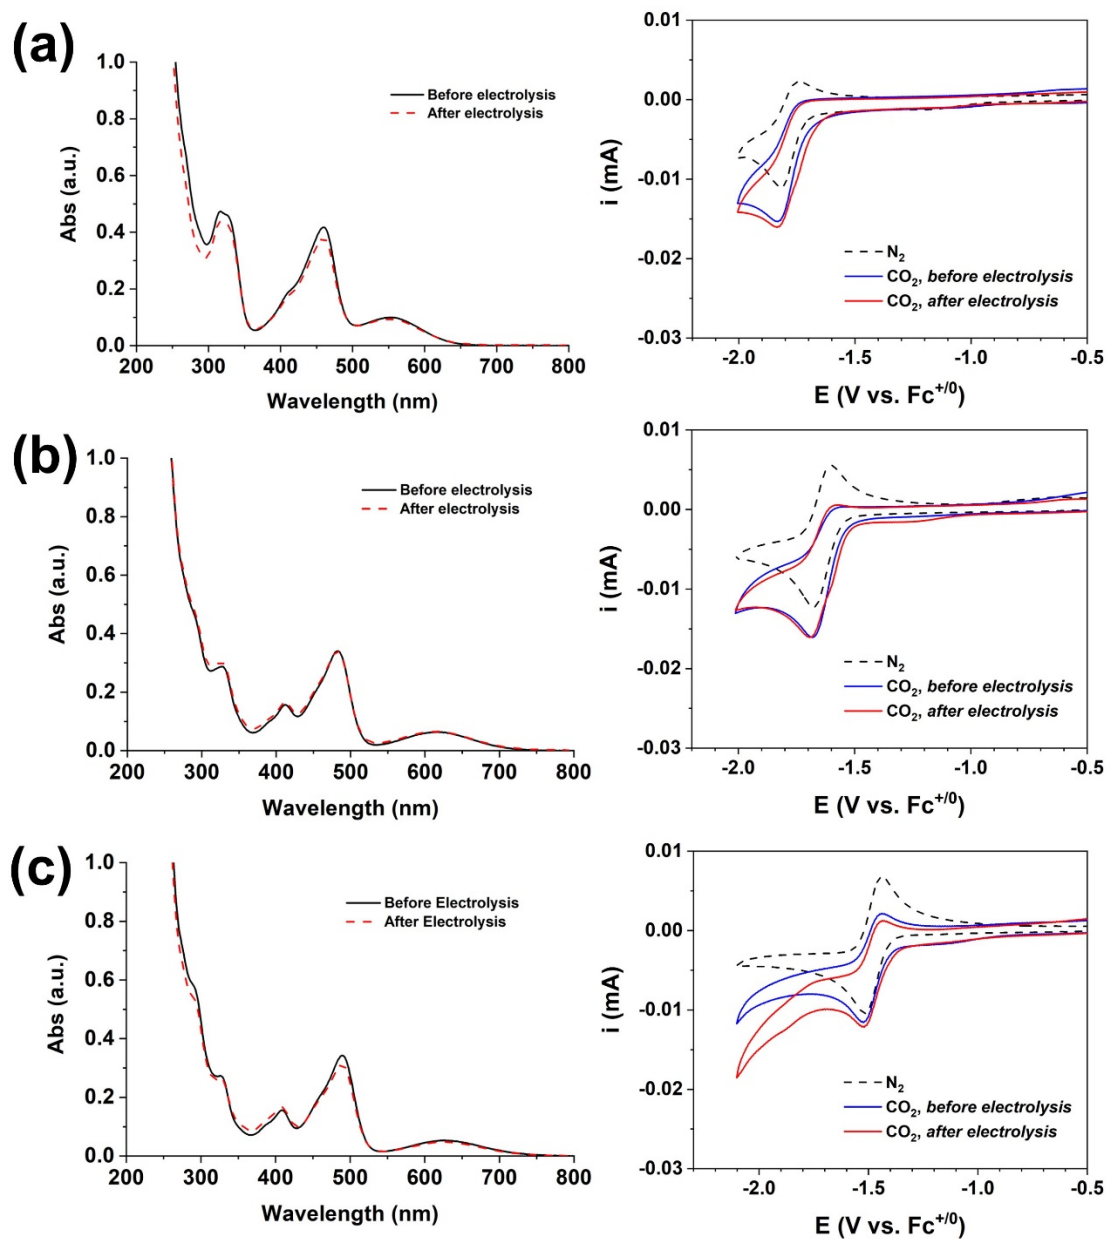 (a)
1.0
0.8
0.6
0.4
0.2
0.0
Abs (a.u.)
Before electrolysis
After electrolysis
200 300 400 500 600 700 800
Wavelength (nm)
0.01
0.00
-0.01
-0.02
-0.03
i (mA)
N2
CO2, before electrolysis
CO2, after electrolysis
-2.0 -1.5 -1.0 -0.5
E (V vs. Fc+/0)
(b)
1.0
0.8
0.6
0.4
0.2
0.0
Abs (a.u.)
Before electrolysis
After electrolysis
200 300 400 500 600 700 800
Wavelength (nm)
0.01
0.00
-0.01
-0.02
-0.03
i (mA)
N2
CO2, before electrolysis
CO2, after electrolysis
-2.0 -1.5 -1.0 -0.5
E (V vs. Fc+/0)
(c)
1.0
0.8
0.6
0.4
0.2
0.0
Abs (a.u.)
Before Electrolysis
After Electrolysis
200 300 400 500 600 700 800
Wavelength (nm)
0.01
0.00
-0.01
-0.02
-0.03
i (mA)
N2
CO2, before electrolysis
CO2, after electrolysis
-2.0 -1.5 -1.0 -0.5
E (V vs. Fc+/0)